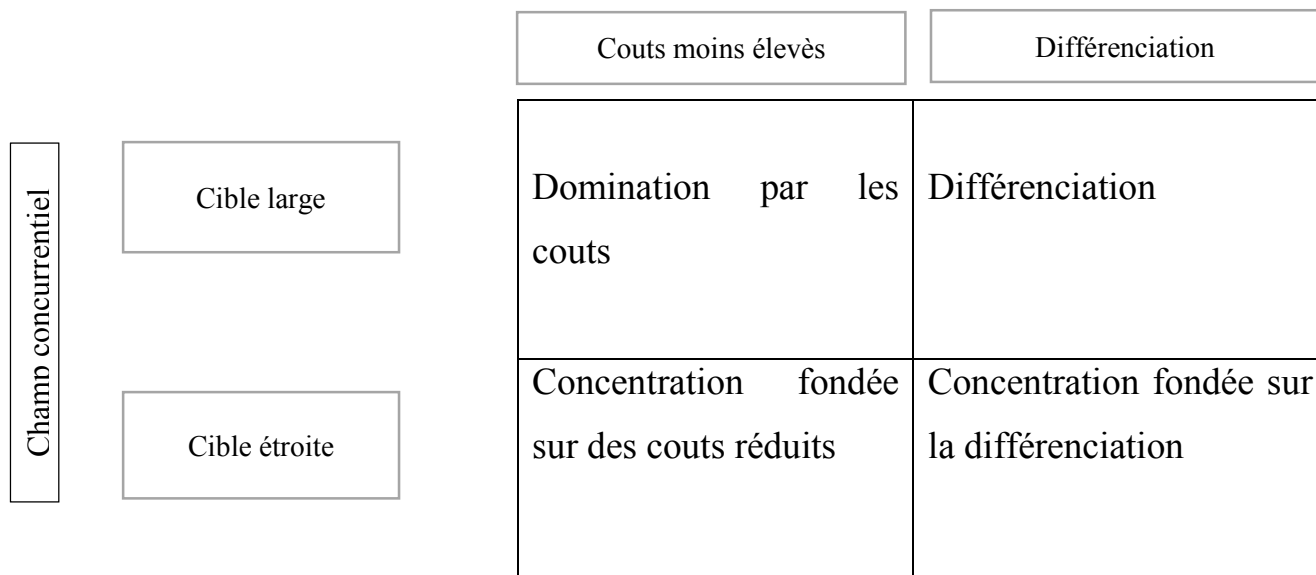 Couts moins élevès
Différenciation
Champ concurrentiel
Cible large
Domination par les
couts
Différenciation
Cible étroite
Concentration fondée
sur des couts réduits
Concentration fondée sur
la différenciation